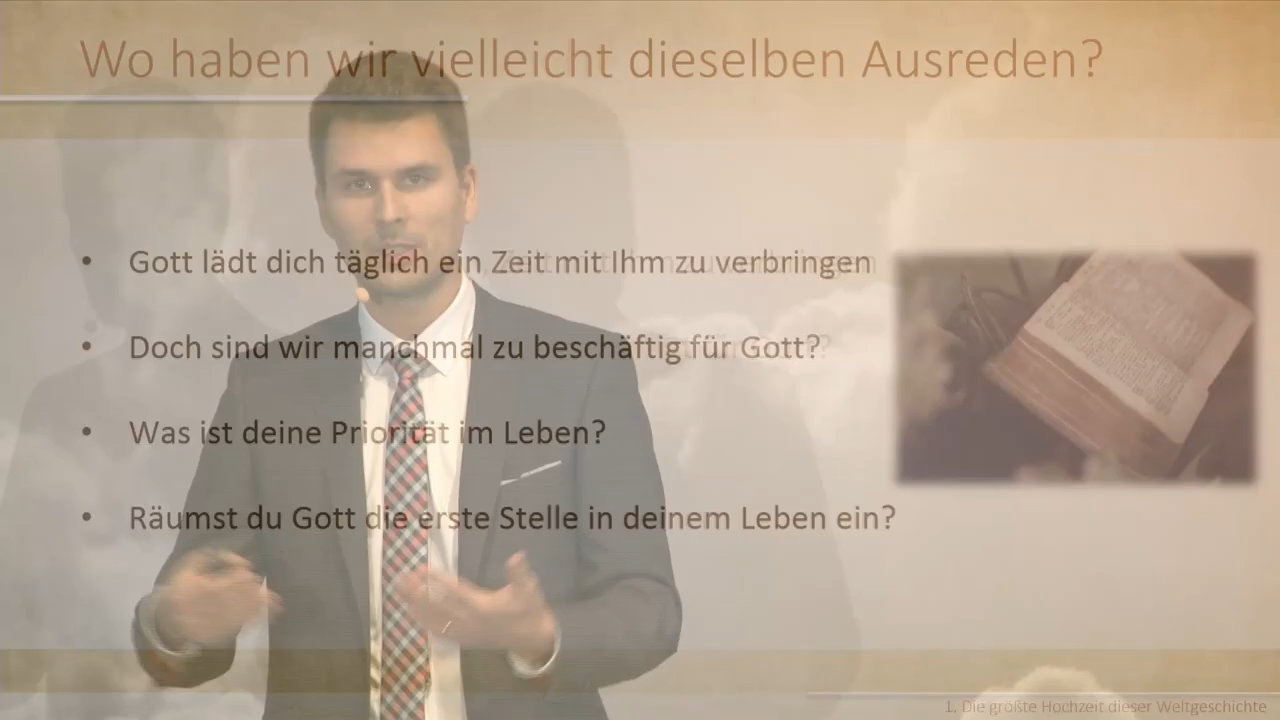 Wo haben wir vielleicht dieselben Ausreden?
• Gott lädt dich täglich ein, Zeit mit Ihm zu verbringen
• Doch sind wir manchmal zu beschäftig für Gott?
• Was ist deine Priorität im Leben?
• Räumst du Gott die erste Stelle in deinem Leben ein?
1. Die größte Hochzeit dieser Weltgeschichte